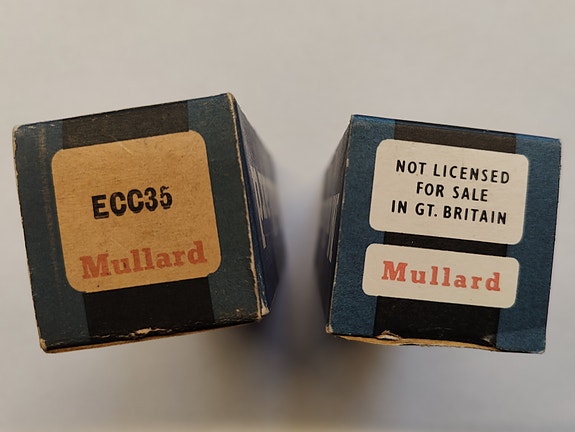 ECC35
Mullard
NOT LICENSED
FOR SALE
IN GT. BRITAIN
Mullard